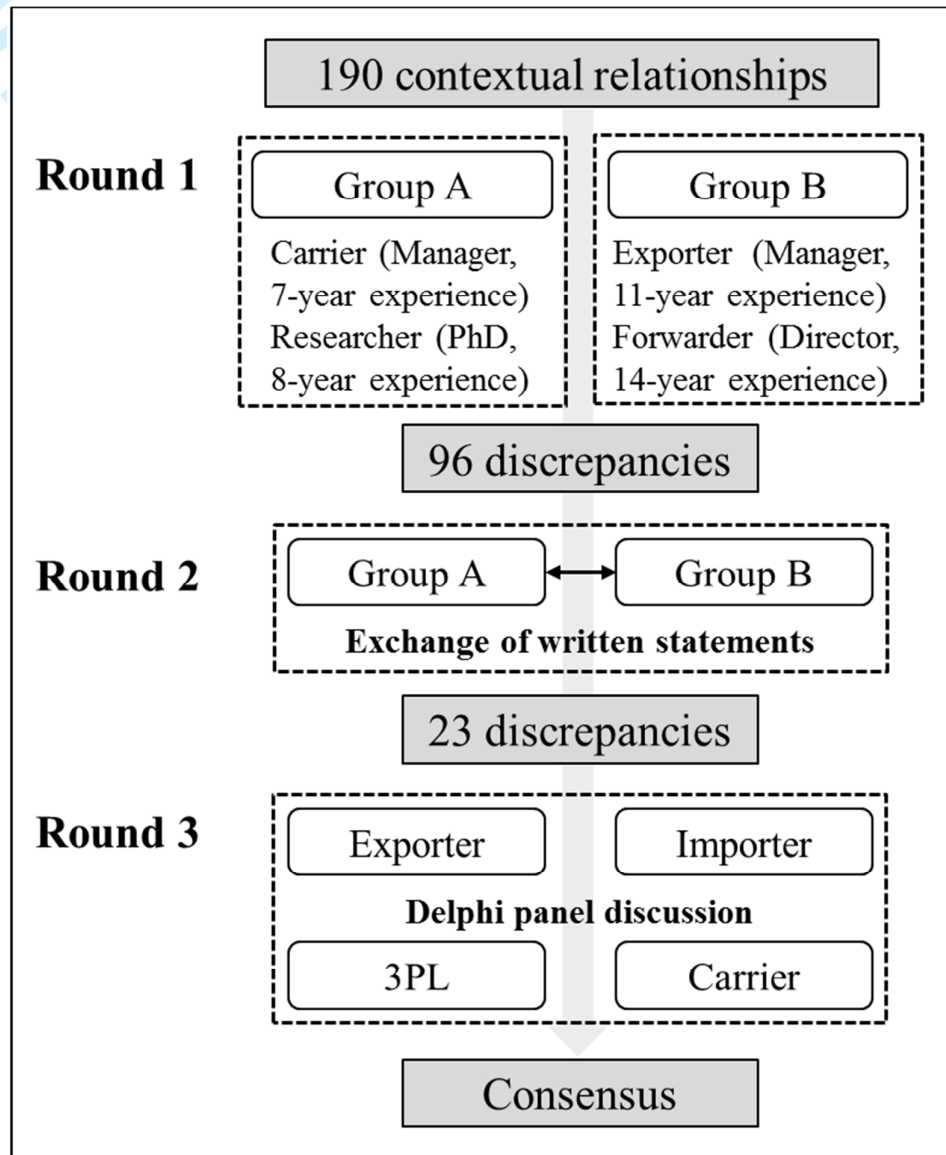 190 contextual relationships
Round 1
Group A
Carrier (Manager,
7-year experience)
Researcher (PhD,
8-year experience)
Group B
Exporter (Manager,
11-year experience)
Forwarder (Director,
14-year experience)
96 discrepancies
Round 2
Group A
Group B
Exchange of written statements
23 discrepancies
Round 3
Exporter
Importer
Delphi panel discussion
3PL
Carrier
Consensus